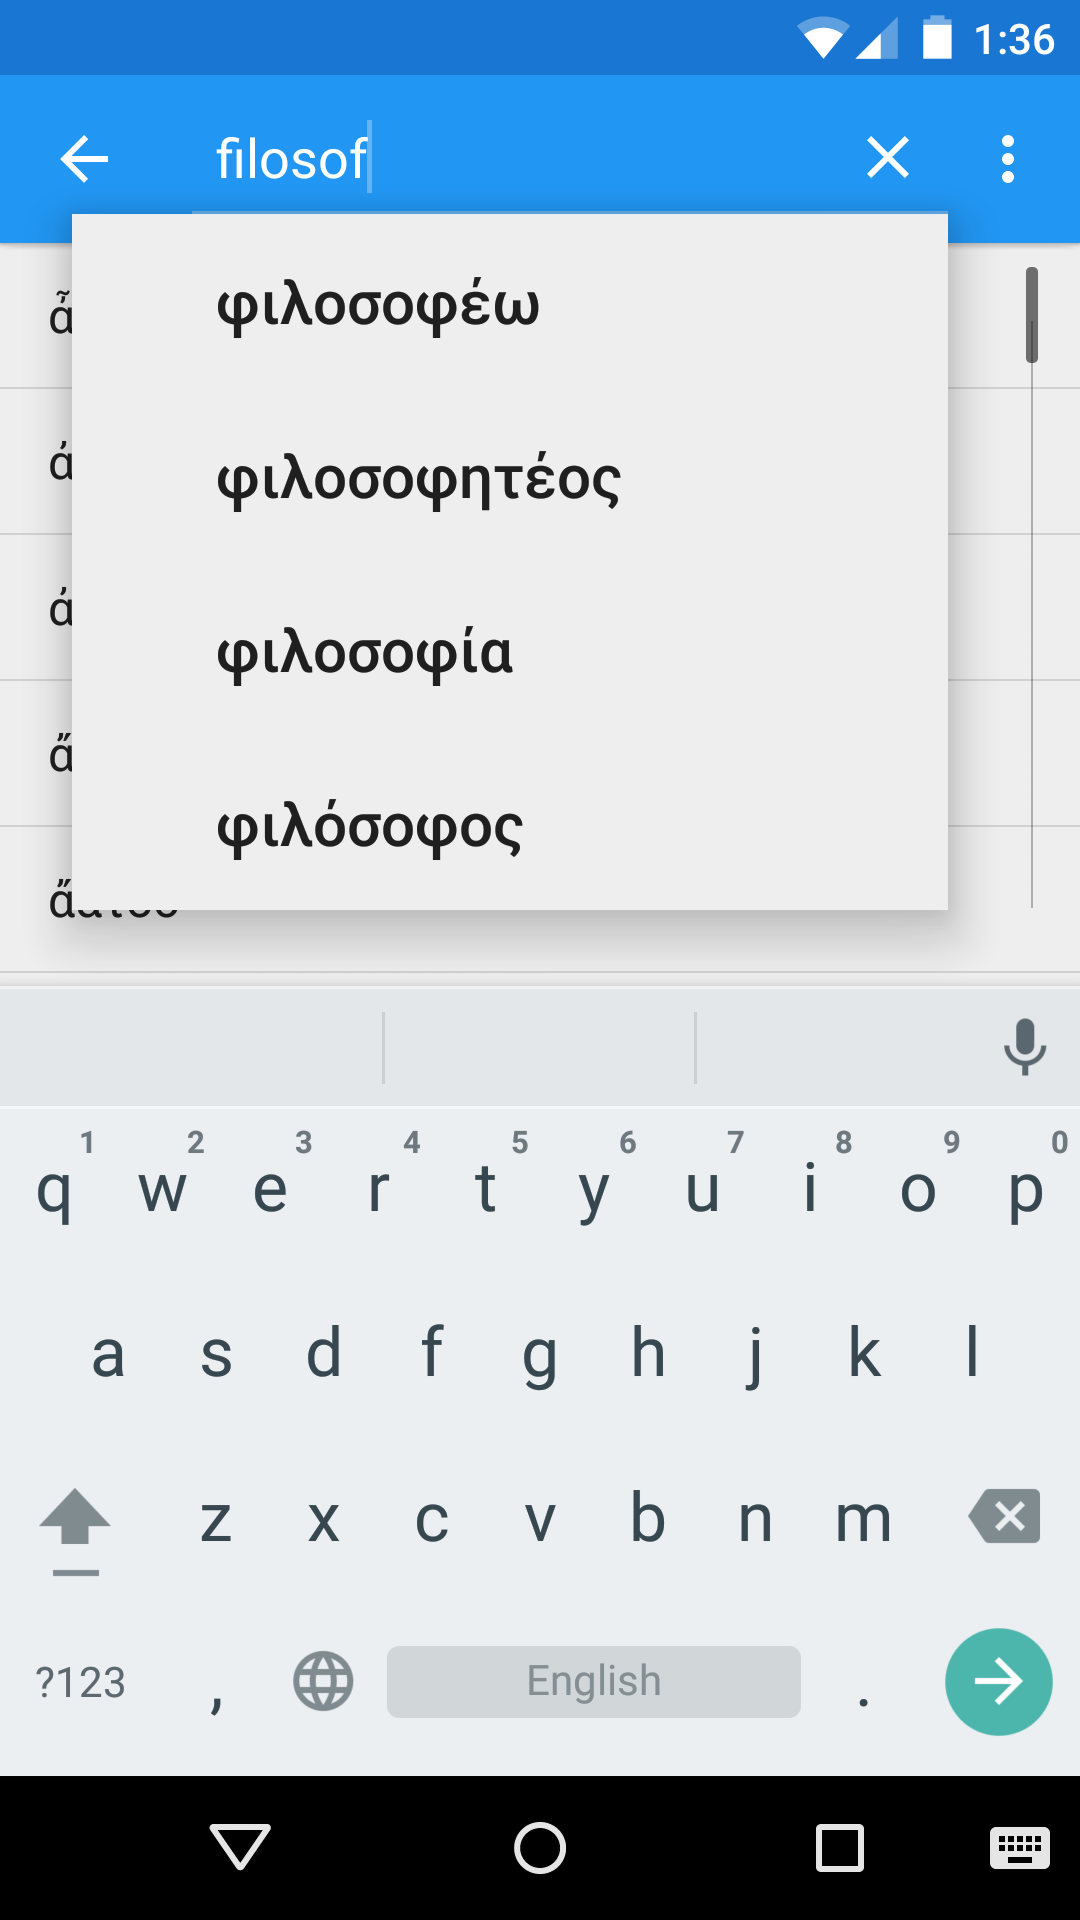 1:36
filosof
φιλοσοφέω
φιλοσοφητέος
φιλοσοφία
φιλόσοφος
1 2 3 4 5 6 7 8 9 0
q w e r t y u i o p
a s d f g h j k l
z x c v b n m
?123 , English .